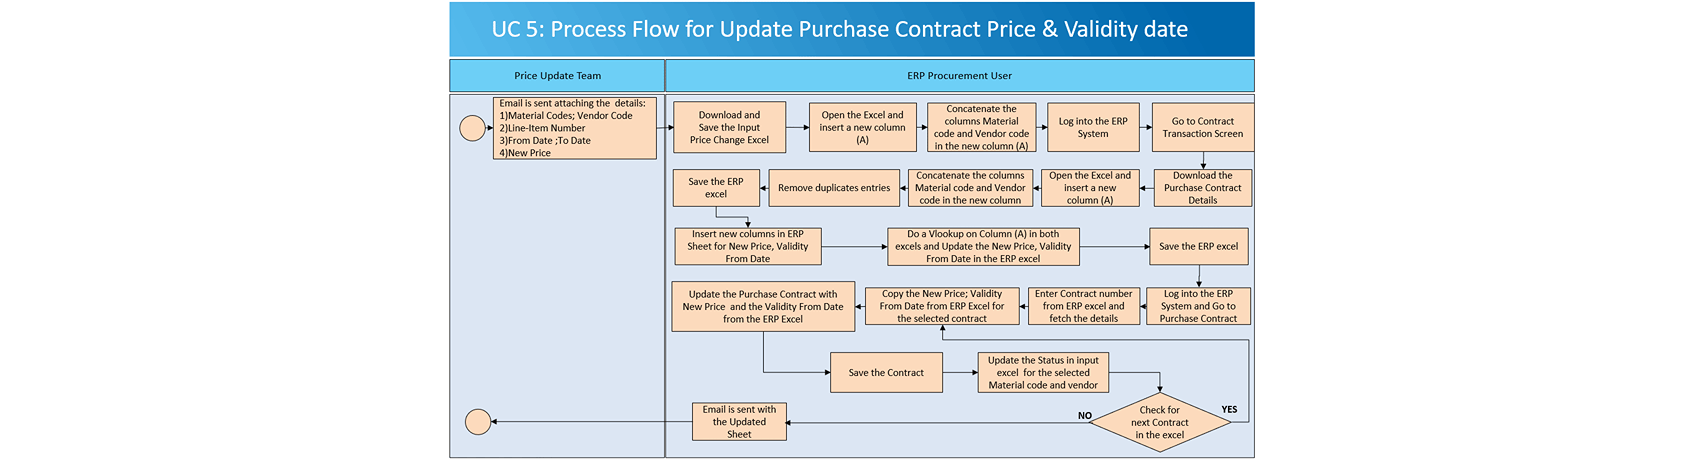 UC 5: Process Flow for Update Purchase Contract Price & Validity date
Price Update Team
ERP Procurement User
Email is sent attaching the details:
1)Material Codes; Vendor Code
2)Line-Item Number
3)From Date ;To Date
4)New Price
Download and
Save the Input
Price Change Excel
Open the Excel and
insert a new column
(A)
Concatenate the
columns Material
code and Vendor code
in the new column (A)
Log into the ERP
System
Go to Contract
Transaction Screen
Download the
Purchase Contract
Details
Open the Excel and
insert a new
column (A)
Concatenate the columns
Material code and Vendor
code in the new column
Remove duplicates entries
Save the ERP
excel
Insert new columns in ERP
Sheet for New Price, Validity
From Date
Do a Vlookup on Column (A) in both
excels and Update the New Price, Validity
From Date in the ERP excel
Save the ERP excel
Log into the ERP
System and Go to
Purchase Contract
Enter Contract number
from ERP excel and
fetch the details
Copy the New Price; Validity
From Date from ERP Excel for
the selected contract
Update the Purchase Contract with
New Price and the Validity From Date
from the ERP Excel
Save the Contract
Update the Status in input
excel for the selected
Material code and vendor
Check for
next Contract
in the excel
YES
NO
Email is sent with
the Updated
Sheet